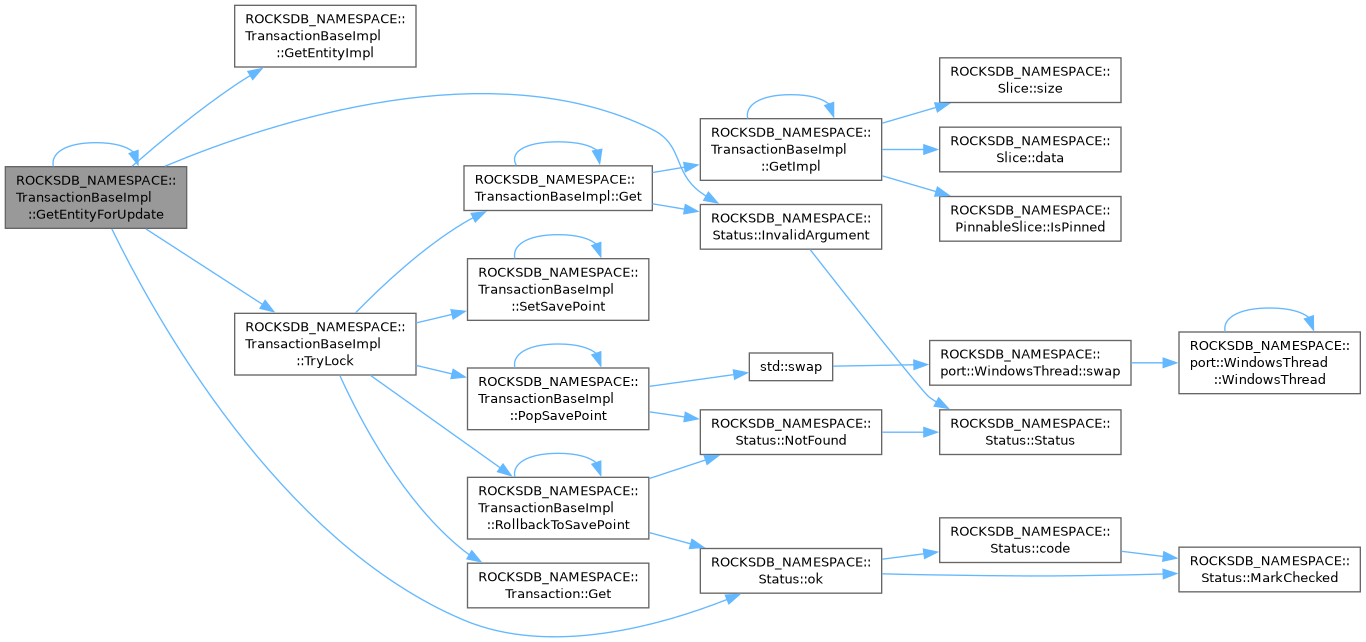 ROCKSDB_NAMESPACE::
TransactionBaseImpl
::GetEntityForUpdate
ROCKSDB_NAMESPACE::
TransactionBaseImpl
::GetEntityImpl
ROCKSDB_NAMESPACE::
TransactionBaseImpl
::TryLock
ROCKSDB_NAMESPACE::
TransactionBaseImpl::Get
ROCKSDB_NAMESPACE::
TransactionBaseImpl
::SetSavePoint
ROCKSDB_NAMESPACE::
TransactionBaseImpl
::PopSavePoint
ROCKSDB_NAMESPACE::
TransactionBaseImpl
::RollbackToSavePoint
ROCKSDB_NAMESPACE::
Transaction::Get
ROCKSDB_NAMESPACE::
TransactionBaseImpl
::GetImpl
ROCKSDB_NAMESPACE::
Status::InvalidArgument
std::swap
ROCKSDB_NAMESPACE::
Status::NotFound
ROCKSDB_NAMESPACE::
Status::ok
ROCKSDB_NAMESPACE::
Slice::size
ROCKSDB_NAMESPACE::
Slice::data
ROCKSDB_NAMESPACE::
PinnableSlice::IsPinned
ROCKSDB_NAMESPACE::
port::WindowsThread::swap
ROCKSDB_NAMESPACE::
Status::Status
ROCKSDB_NAMESPACE::
Status::code
ROCKSDB_NAMESPACE::
port::WindowsThread
::WindowsThread
ROCKSDB_NAMESPACE::
Status::MarkChecked